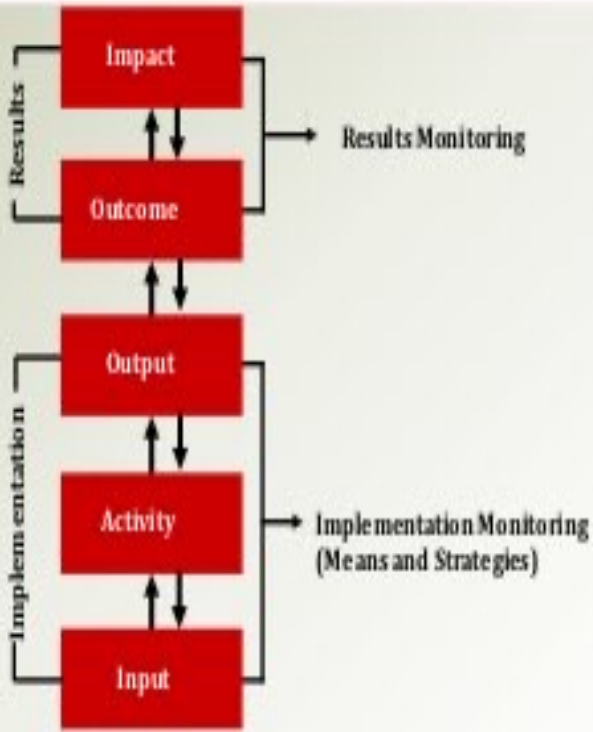 Impact
Results
Results Monitoring
Outcome
Output
Implementation
Activity
Implementation Monitoring
(Means and Strategies)
Input